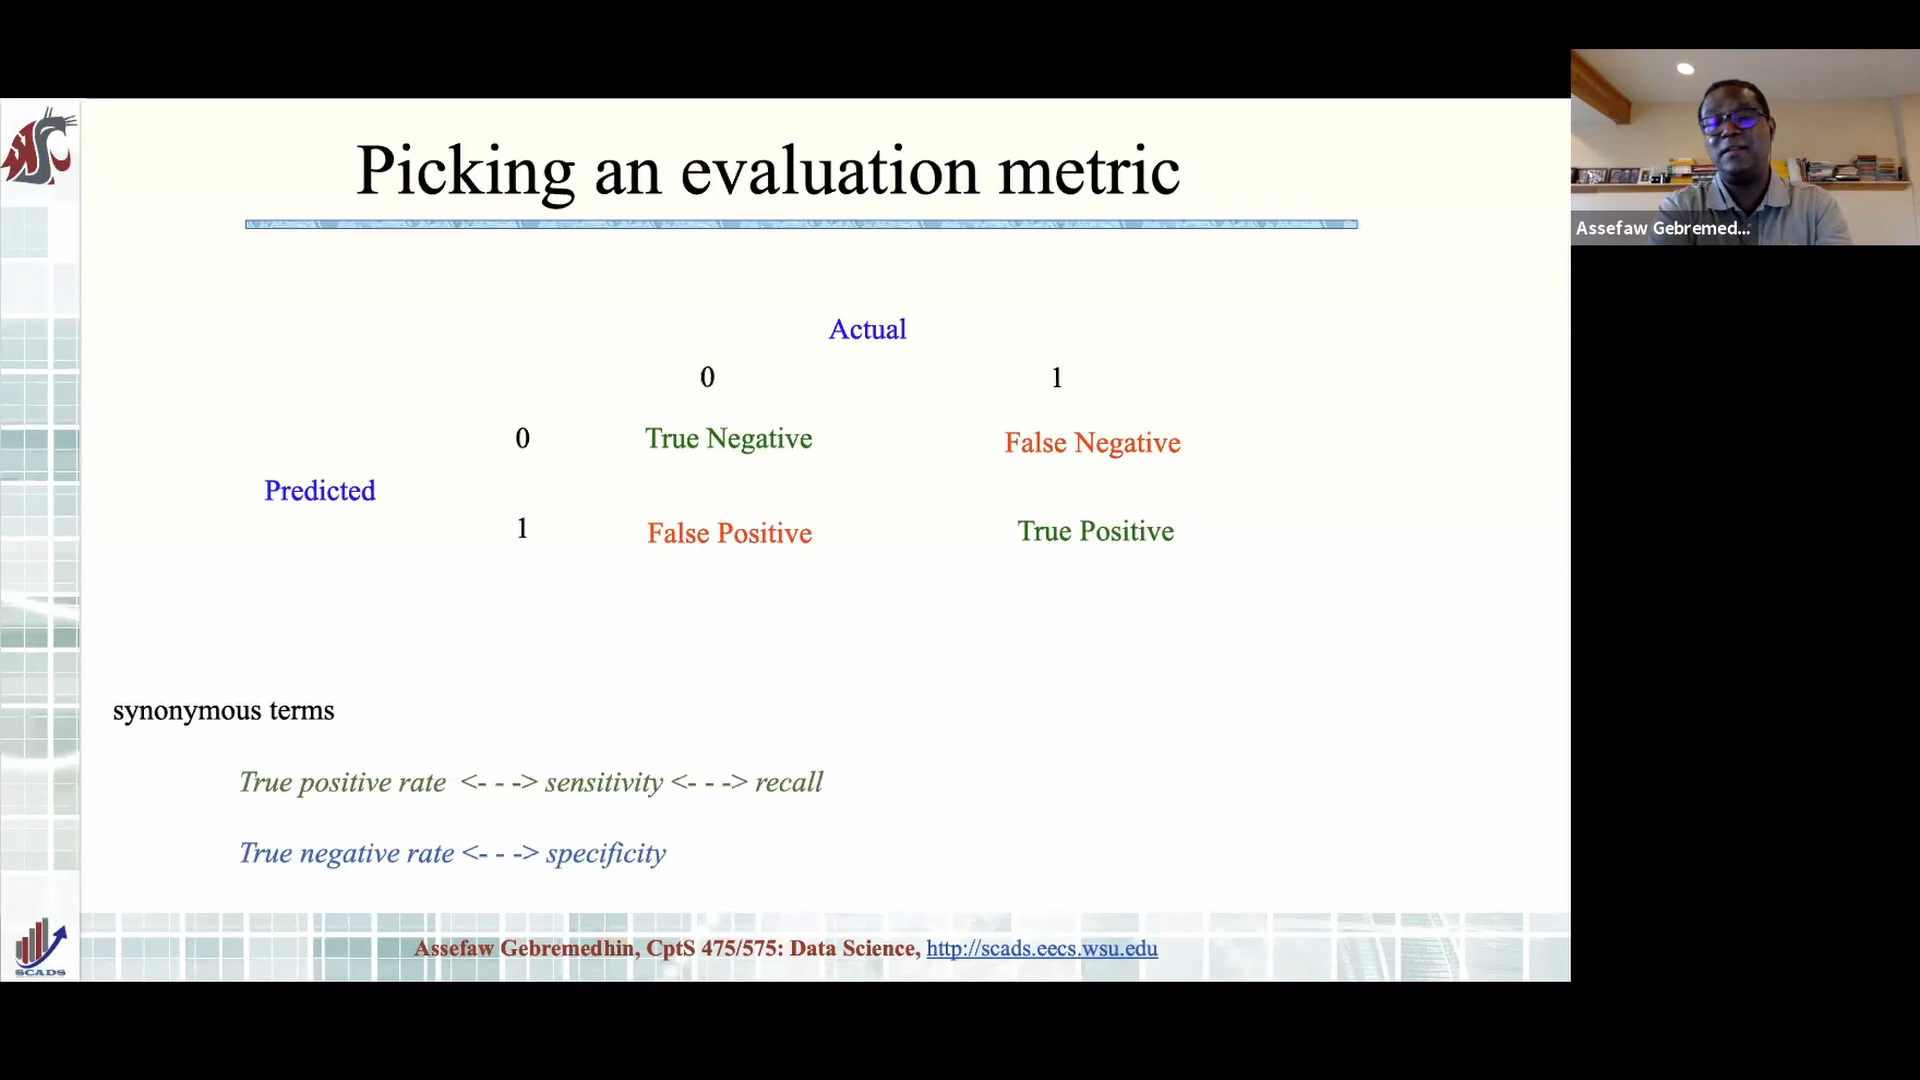 Picking an evaluation metric
Assefaw Gebremed...
Actual
0 1
0 True Negative False Negative
Predicted
1 False Positive True Positive
synonymous terms
True positive rate <- - -> sensitivity <- - -> recall
True negative rate <- - -> specificity
SCADS
Assefaw Gebremedhin, CptS 475/575: Data Science, http://scads.eecs.wsu.edu